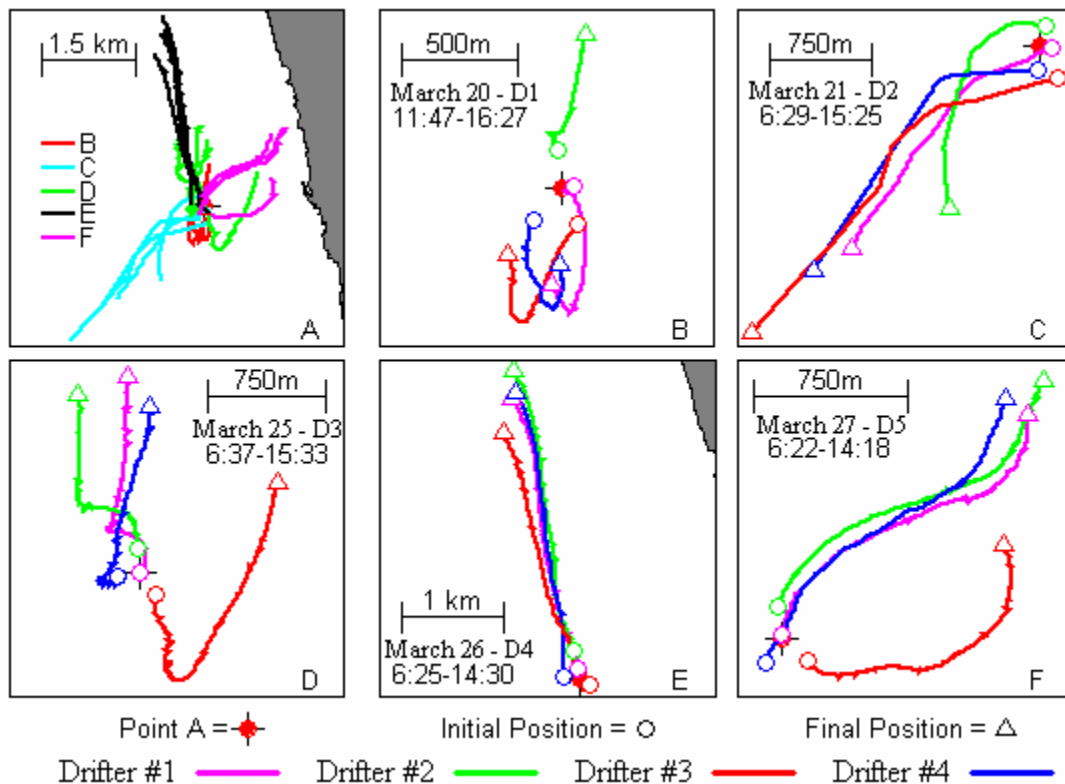 1.5 km
B
C
D
E
F
A
500m
March 20 - D1
11:47-16:27
B
750m
March 21 - D2
6:29-15:25
C
750m
March 25 - D3
6:37-15:33
D
1 km
March 26 - D4
6:25-14:30
E
750m
March 27 - D5
6:22-14:18
F
Point A = Initial Position = Final Position =
Drifter #1 Drifter #2 Drifter #3 Drifter #4